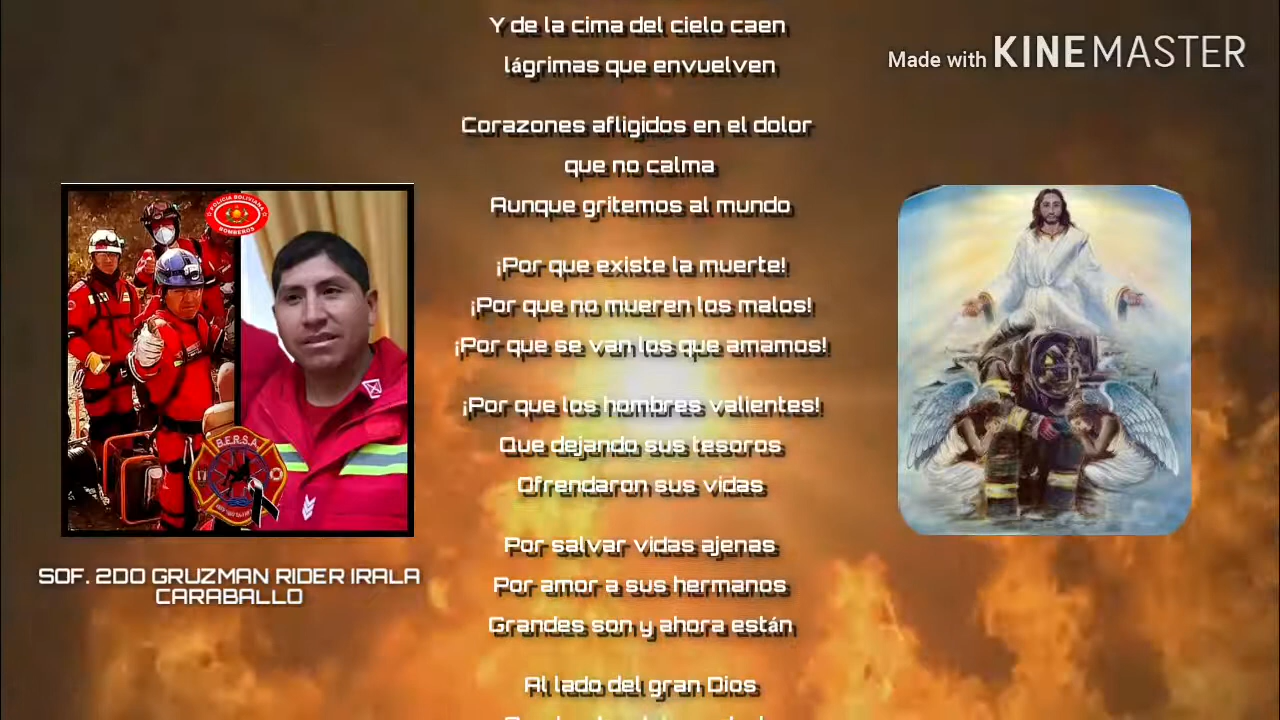 Y de la cima del cielo caen
lágrimas que envuelven
Corazones afligidos en el dolor
que no calma
Aunque gritemos al mundo
¡Por que existe la muerte!
¡Por que no mueren los malos!
¡Por que se van los que amamos!
¡Por que los hombres valientes!
Que dejando sus tesoros
Ofrendaron sus vidas
Por salvar vidas ajenas
Por amor a sus hermanos
Grandes son y ahora están
Al lado del gran Dios
Made with KINEMASTER
POLICIA BOLIVIANA
BOMBEROS
B.E.R.S.A.
SOF. 2DO GRUZMAN RIDER IRALA
CARABALLO